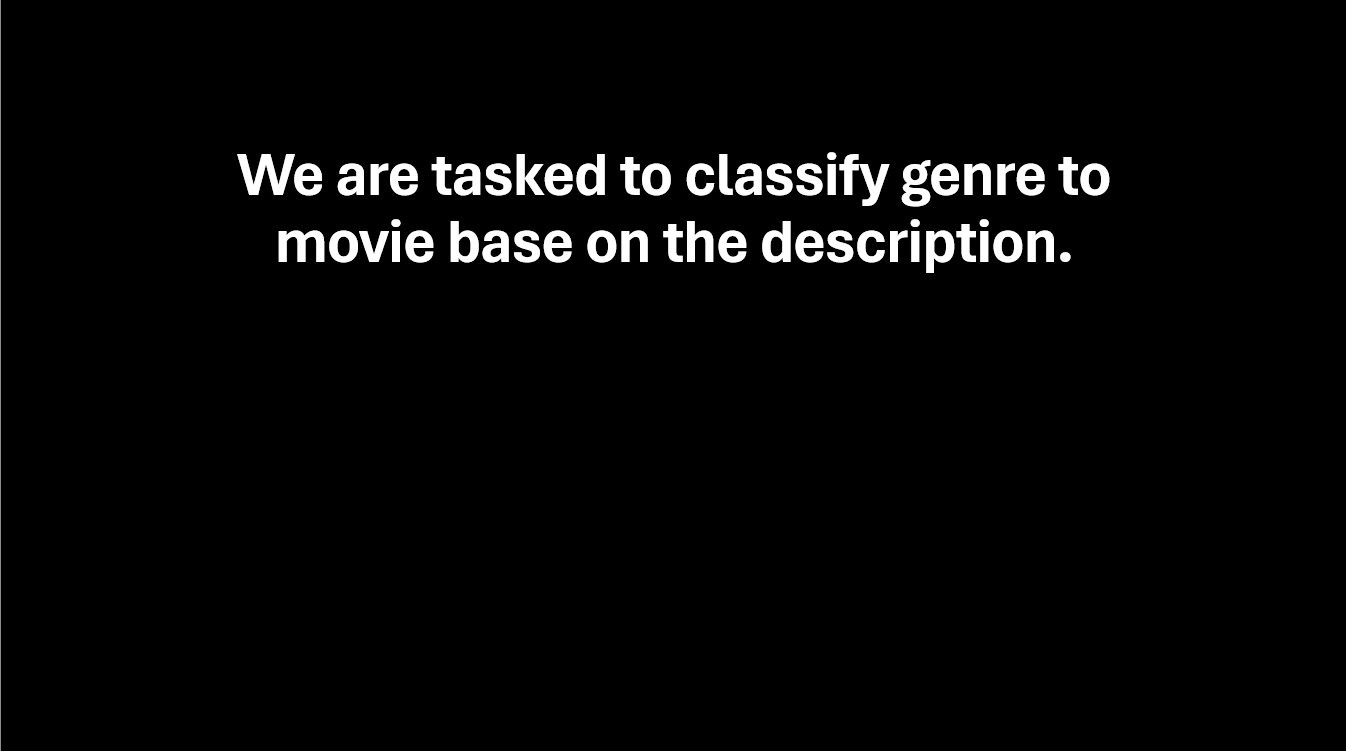 We are tasked to classify genre to
movie base on the description.